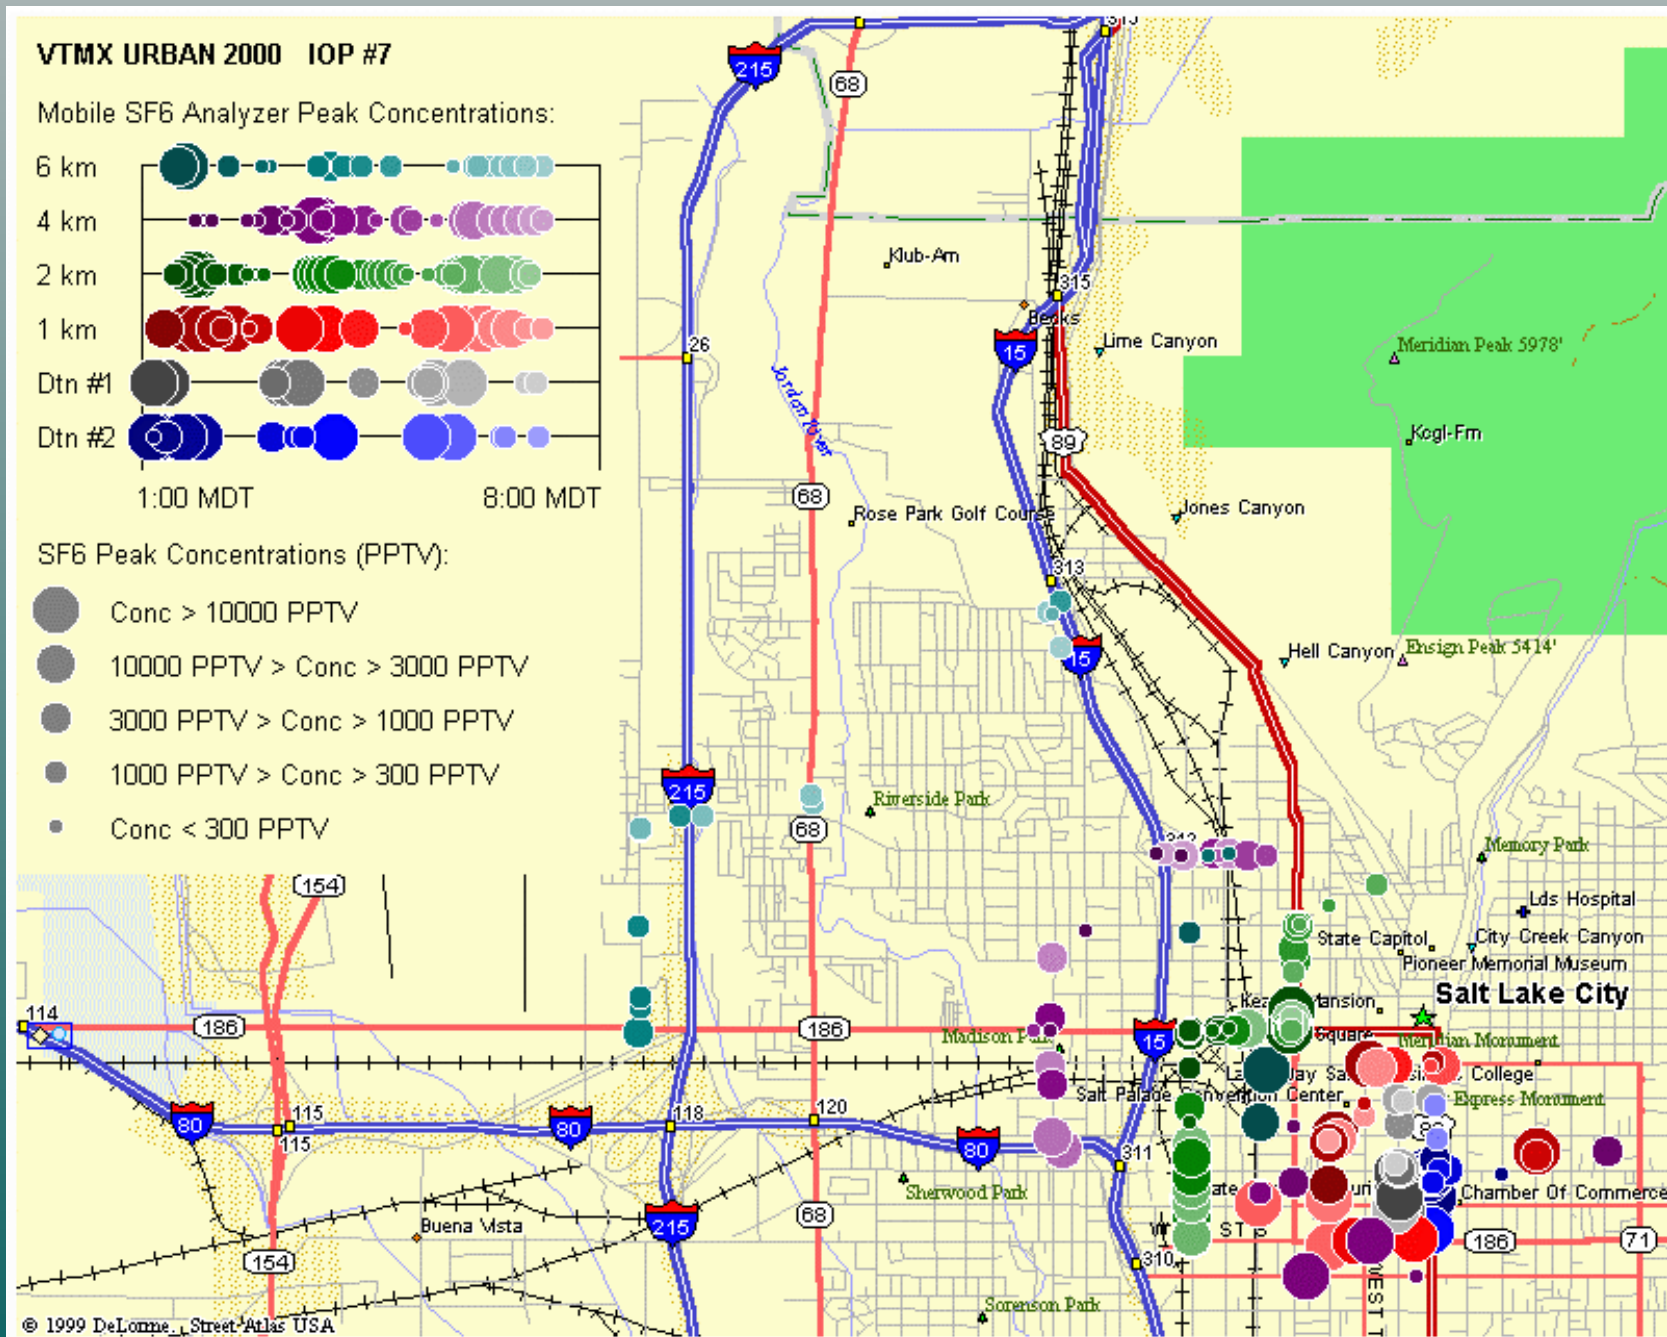 VTMX URBAN 2000 IOP #7
Mobile SF6 Analyzer Peak Concentrations:
6 km
4 km
2 km
1 km
Dtn #1
Dtn #2
1:00 MDT 8:00 MDT
SF6 Peak Concentrations (PPTV):
Conc > 10000 PPTV
10000 PPTV > Conc > 3000 PPTV
3000 PPTV > Conc > 1000 PPTV
1000 PPTV > Conc > 300 PPTV
Conc < 300 PPTV
215
68
Klub-Am
315
Becks
15
Lime Canyon
26
Meridian Peak 5978'
Jordan River
89
Kcgl-Fm
68
Rose Park Golf Course
Jones Canyon
313
15
Hell Canyon
Ensign Peak 5414'
215
Riverside Park
68
Memory Park
154
Lds Hospital
State Capitol
City Creek Canyon
Pioneer Memorial Museum
Salt Lake City
114
186
186
Madison
15
Mansion
Square
Meridian Monument
College
Salt Palace Convention Center
Express Monument
80
115
115
80
118
120
80
311
Sherwood Park
Chamber Of Commerce
Buena Vista
215
68
ST S
186
71
154
310
Sorenson Park
WEST
© 1999 DeLorme. Street Atlas USA